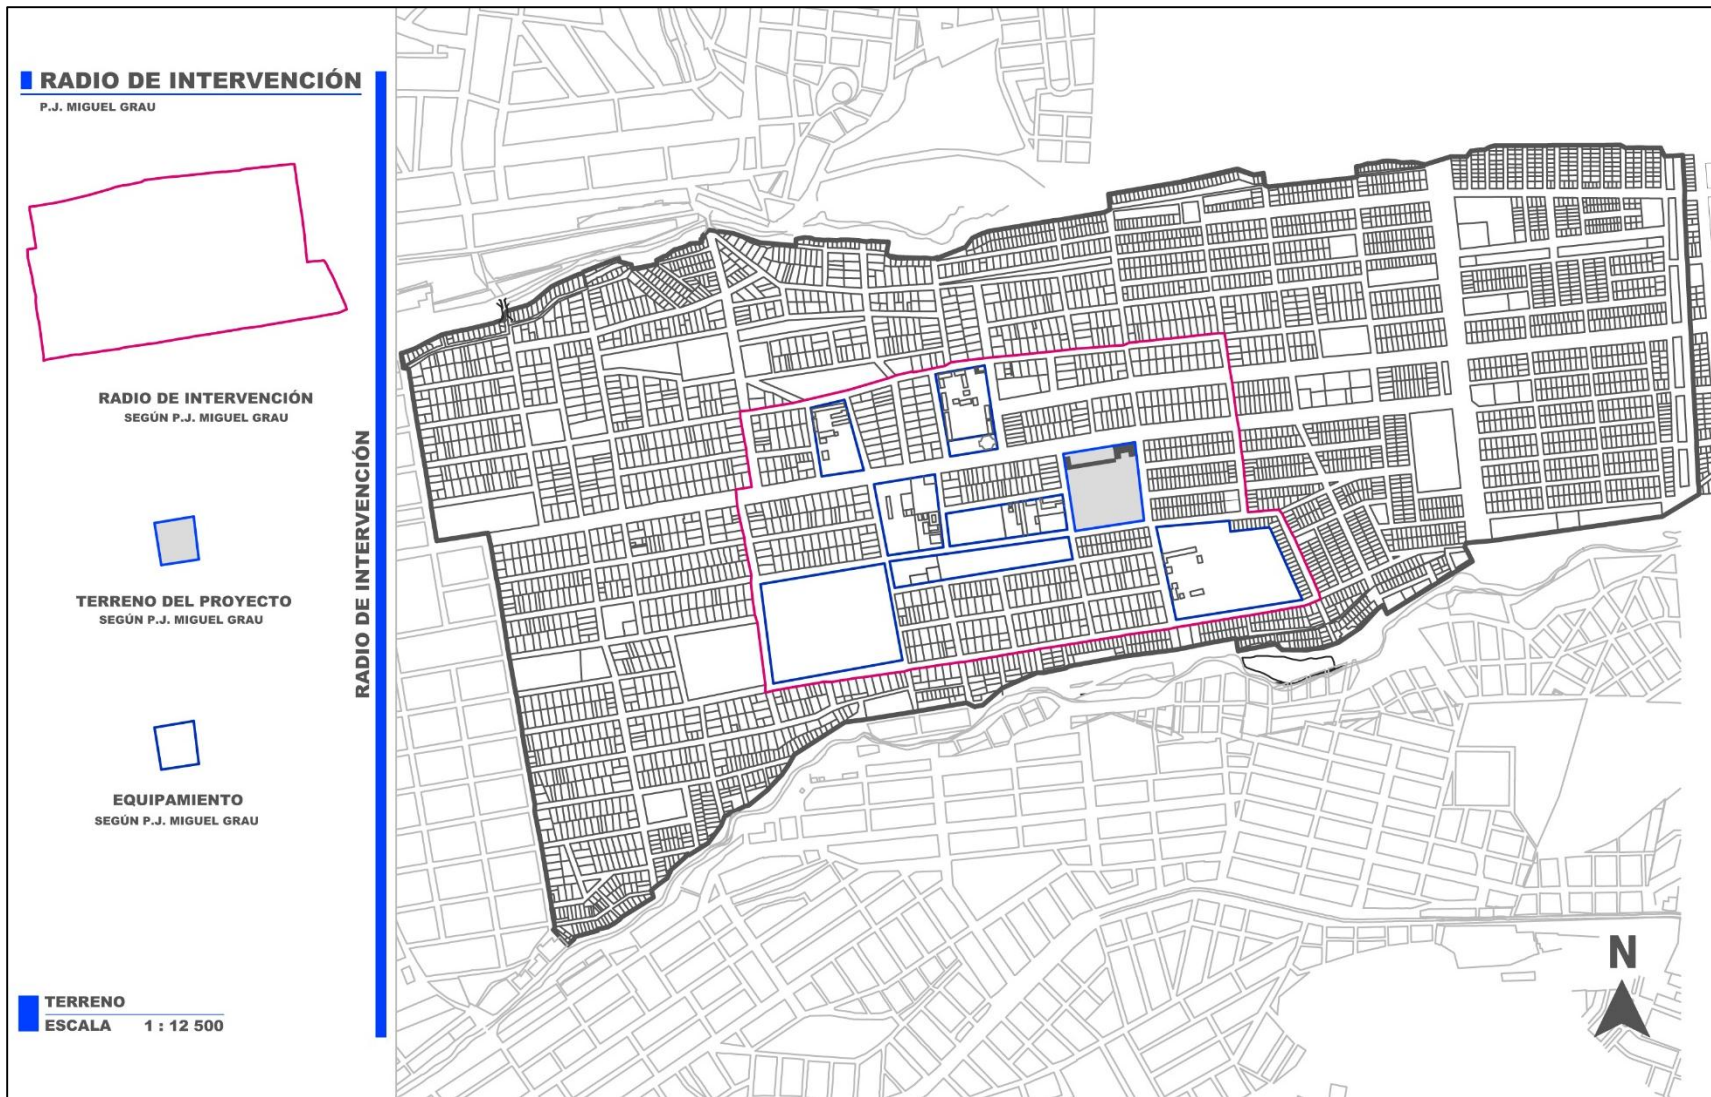 RADIO DE INTERVENCIÓN
P.J. MIGUEL GRAU
RADIO DE INTERVENCIÓN
SEGÚN P.J. MIGUEL GRAU
TERRENO DEL PROYECTO
SEGÚN P.J. MIGUEL GRAU
EQUIPAMIENTO
SEGÚN P.J. MIGUEL GRAU
TERRENO
ESCALA 1 : 12 500
RADIO DE INTERVENCIÓN
N